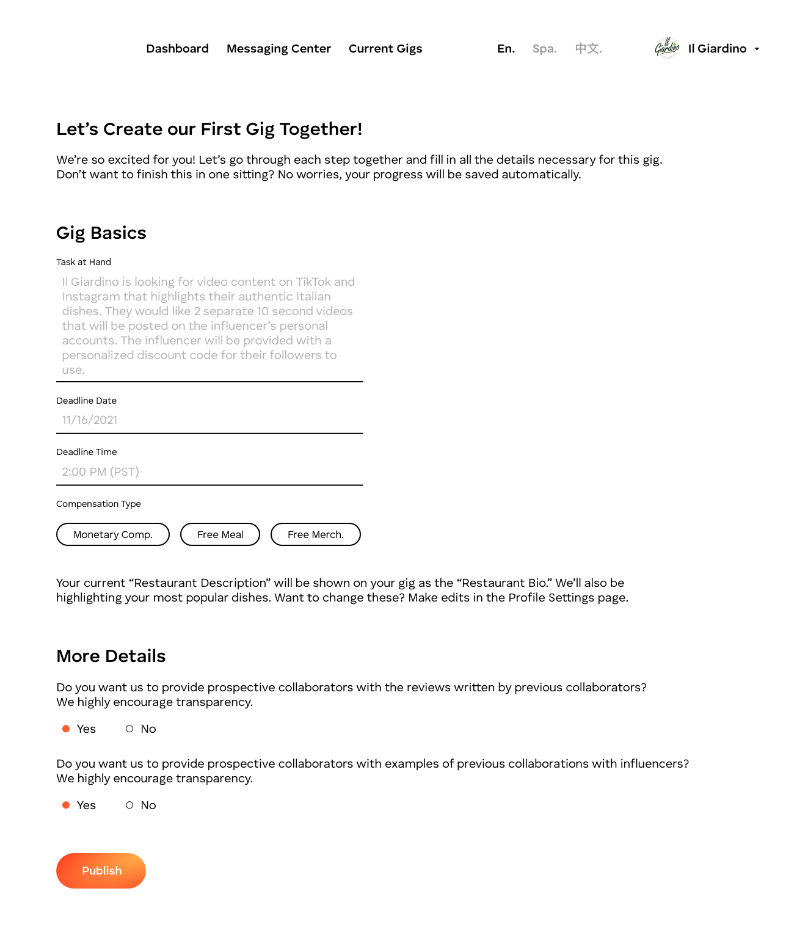 Dashboard Messaging Center Current Gigs En. Spa. 中文. Il Giardino Il Giardino
Let's Create our First Gig Together!
We're so excited for you! Let's go through each step together and fill in all the details necessary for this gig.
Don't want to finish this in one sitting? No worries, your progress will be saved automatically.
Gig Basics
Task at Hand
Il Giardino is looking for video content on TikTok and
Instagram that highlights their authentic Italian
dishes. They would like 2 separate 10 second videos
that will be posted on the influencer's personal
accounts. The influencer will be provided with a
personalized discount code for their followers to
use.
Deadline Date
11/16/2021
Deadline Time
2:00 PM (PST)
Compensation Type
Monetary Comp. Free Meal Free Merch.
Your current “Restaurant Description” will be shown on your gig as the “Restaurant Bio.” We'll also be
highlighting your most popular dishes. Want to change these? Make edits in the Profile Settings page.
More Details
Do you want us to provide prospective collaborators with the reviews written by previous collaborators?
We highly encourage transparency.
Yes No
Do you want us to provide prospective collaborators with examples of previous collaborations with influencers?
We highly encourage transparency.
Yes No
Publish